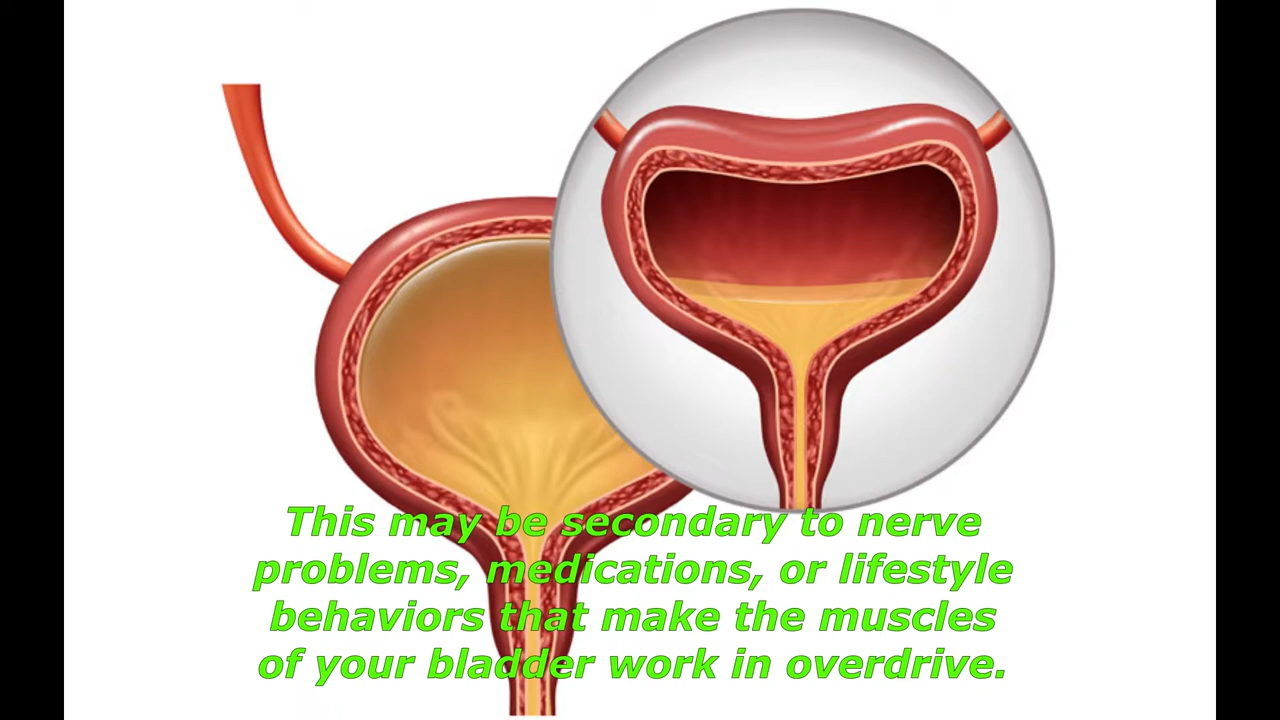 This may be secondary to nerve
problems, medications, or lifestyle
behaviors that make the muscles
of your bladder work in overdrive.